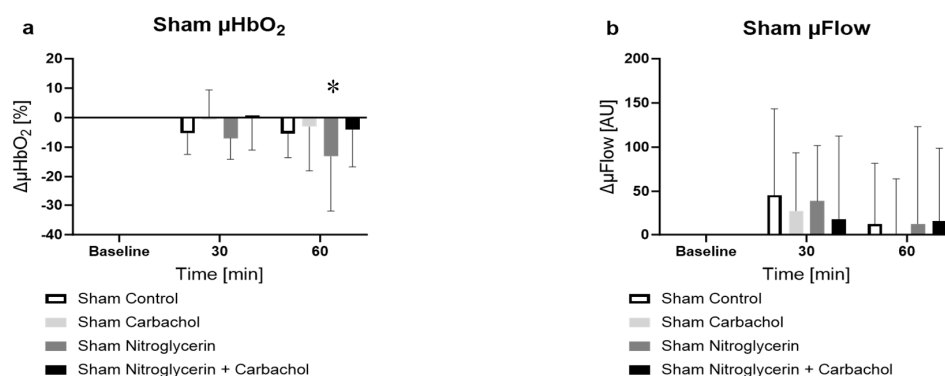 a
Sham µHbO₂
ΔµHbO₂ [%]
20
10
0
-10
-20
-30
-40
*
Baseline
30
60
Time [min]
Sham Control
Sham Carbachol
Sham Nitroglycerin
Sham Nitroglycerin + Carbachol
b
Sham µFlow
ΔµFlow [AU]
200
150
100
50
0
Baseline
30
60
Time [min]
Sham Control
Sham Carbachol
Sham Nitroglycerin
Sham Nitroglycerin + Carbachol